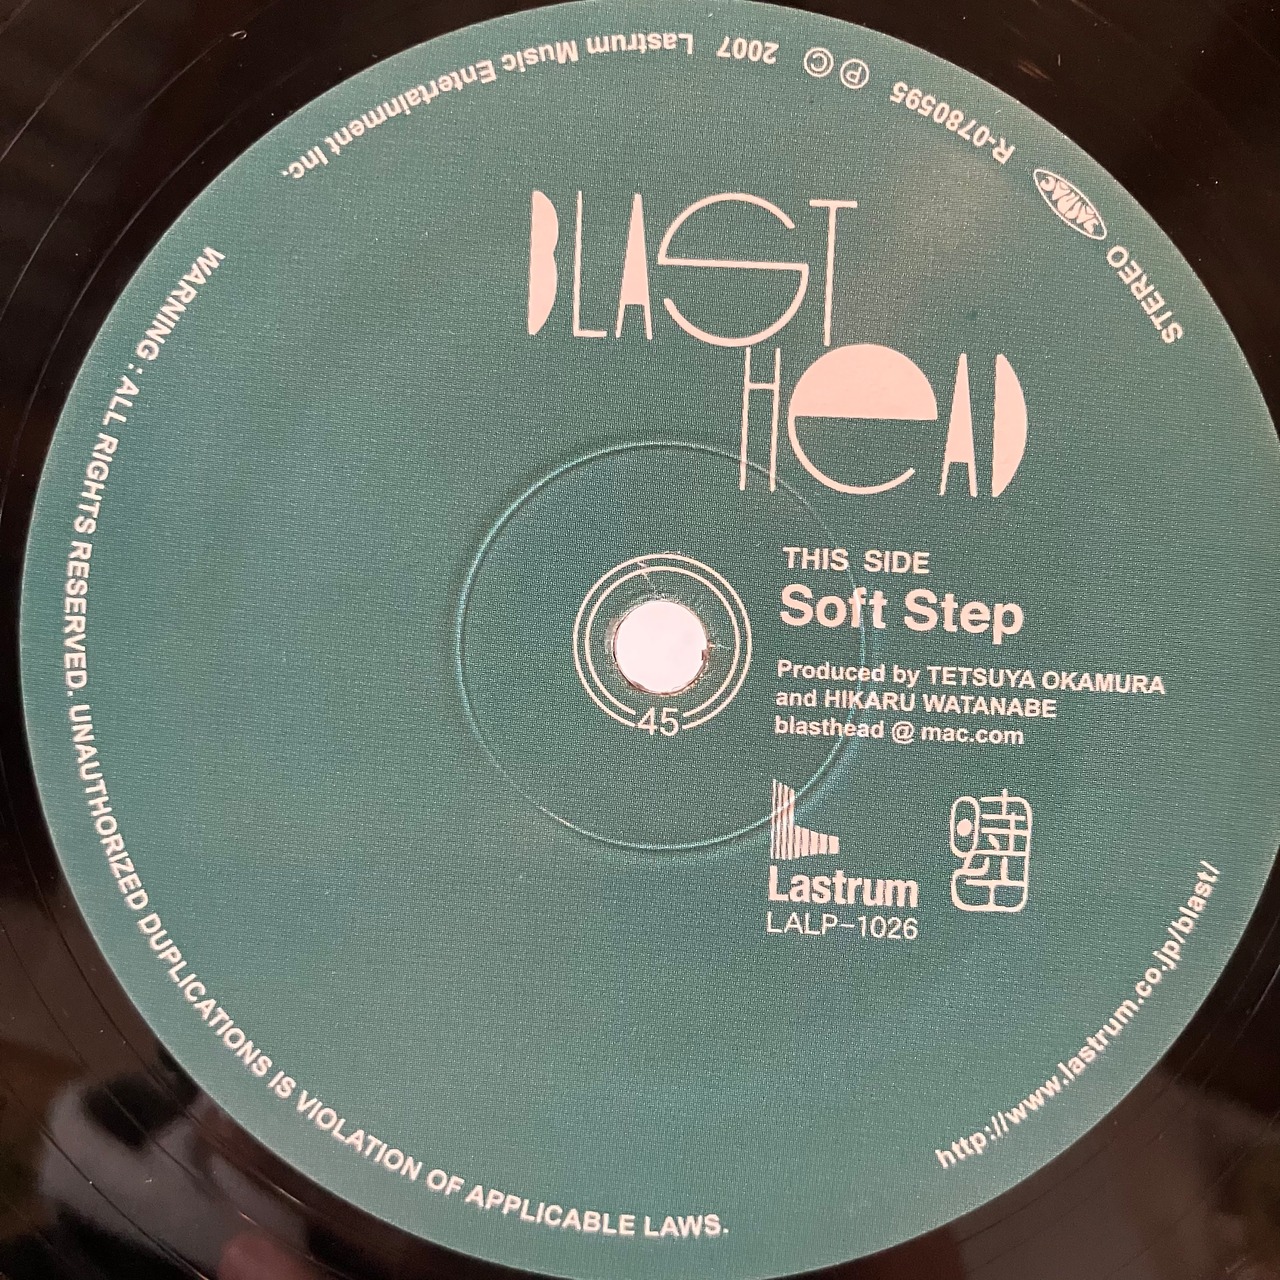 BLAST
HeAD
THIS SIDE
Soft Step
Produced by TETSUYA OKAMURA
and HIKARU WATANABE
blasthead @ mac.com
45
Lastrum
LALP-1026
STEREO JASRAC R-0780595 ℗ © 2007 Lastrum Music Entertainment Inc.
WARNING : ALL RIGHTS RESERVED. UNAUTHORIZED DUPLICATIONS IS VIOLATION OF APPLICABLE LAWS.
http://www.lastrum.co.jp/blast/